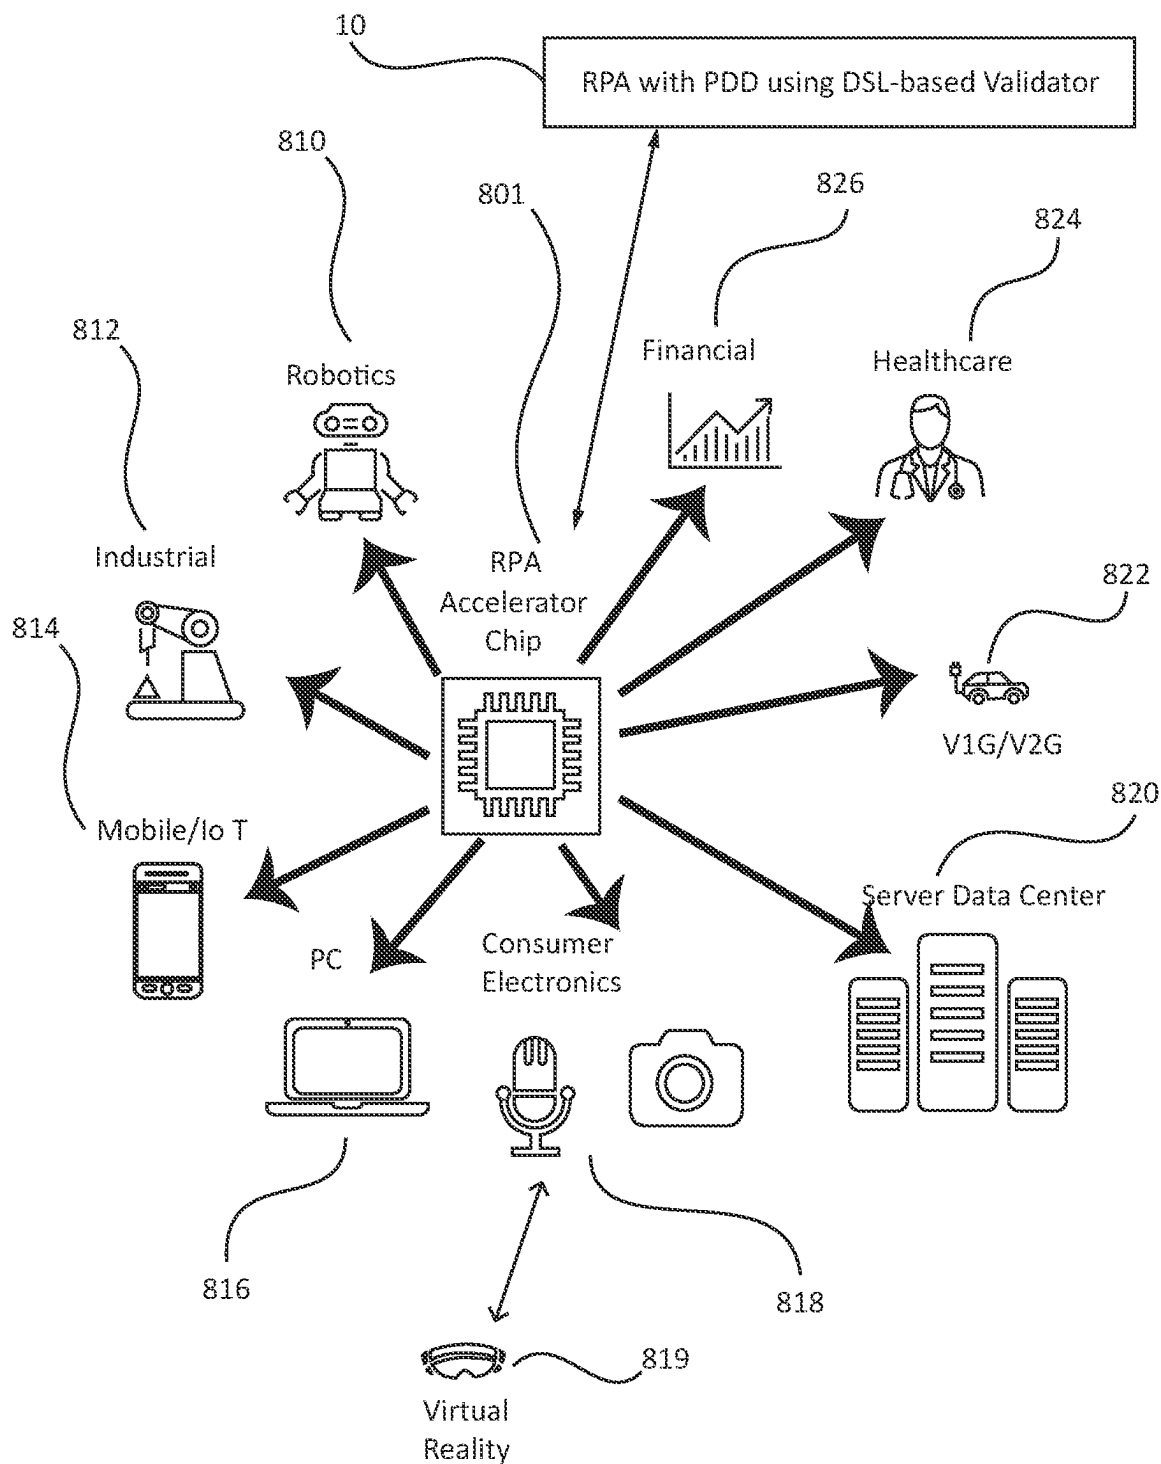 10
RPA with PDD using DSL-based Validator
810
801
826
824
812
Financial
Healthcare
Robotics
Industrial
RPA
Accelerator
Chip
822
814
V1G/V2G
820
Mobile/Io T
Server Data Center
PC
Consumer
Electronics
816
818
819
Virtual
Reality